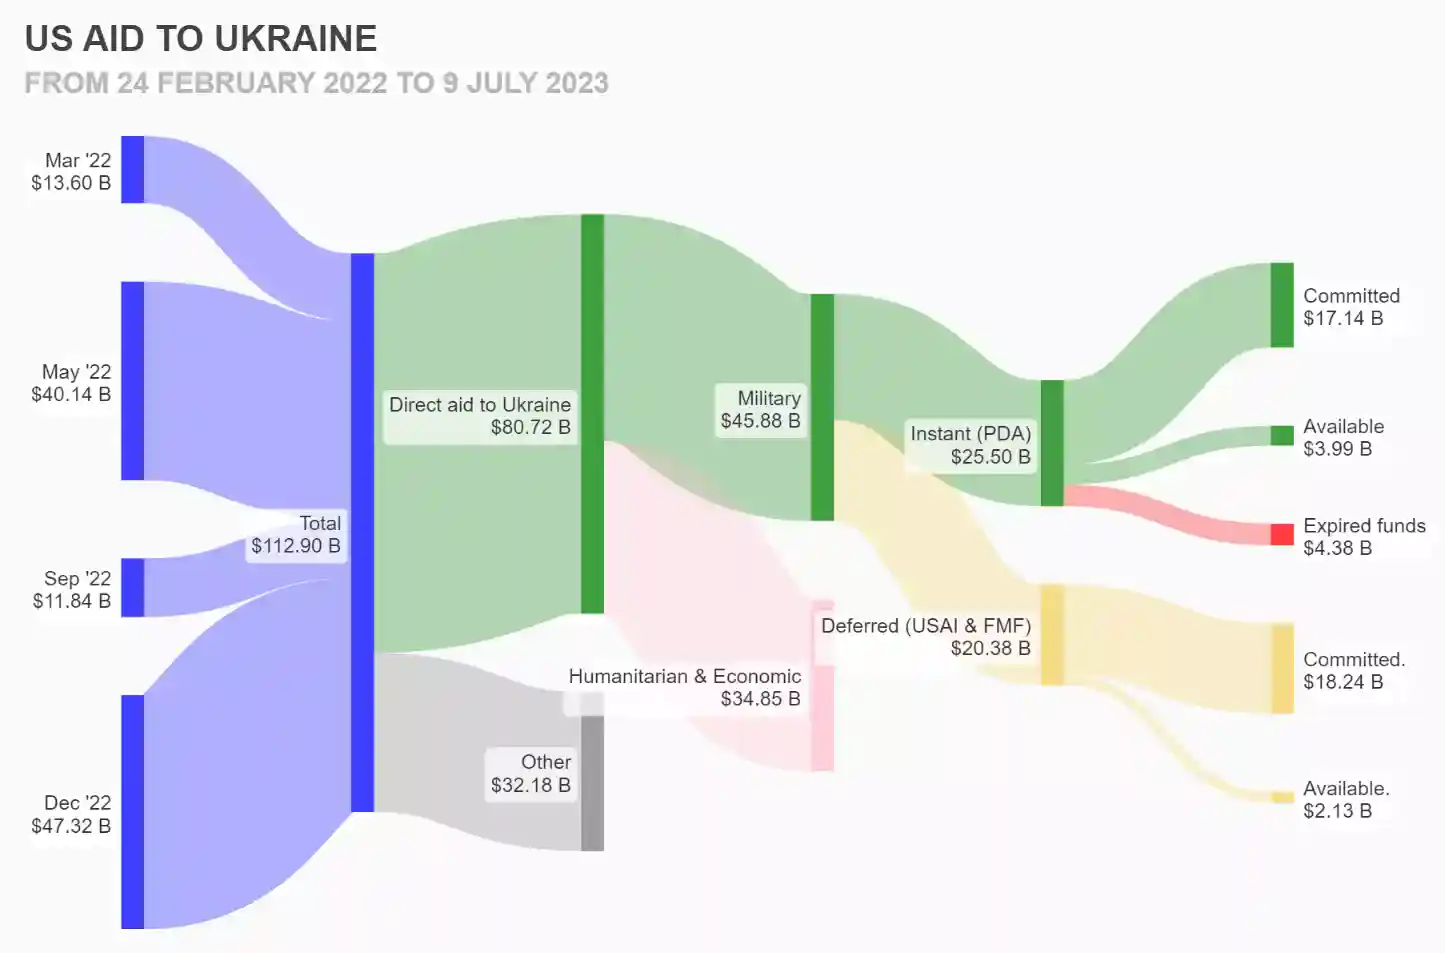 US AID TO UKRAINE
FROM 24 FEBRUARY 2022 TO 9 JULY 2023
Mar '22
$13.60 B
May '22
$40.14 B
Sep '22
$11.84 B
Dec '22
$47.32 B
Total
$112.90 B
Direct aid to Ukraine
$80.72 B
Other
$32.18 B
Military
$45.88 B
Humanitarian & Economic
$34.85 B
Instant (PDA)
$25.50 B
Deferred (USAI & FMF)
$20.38 B
Committed
$17.14 B
Available
$3.99 B
Expired funds
$4.38 B
Committed.
$18.24 B
Available.
$2.13 B